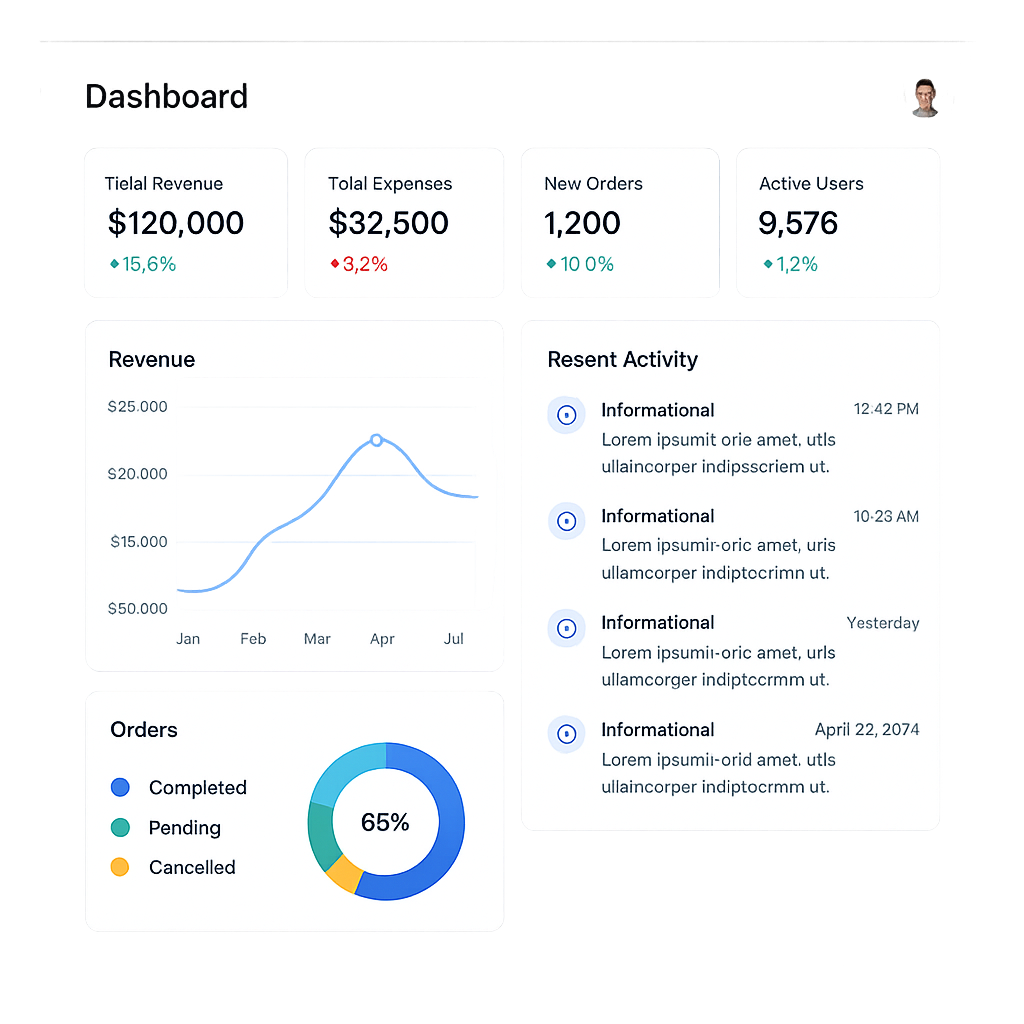 Dashboard
Tielal Revenue
$120,000
15,6%
Tolal Expenses
$32,500
3,2%
New Orders
1,200
10 0%
Active Users
9,576
1,2%
Revenue
$25.000
$20.000
$15.000
$50.000
Jan Feb Mar Apr Jul
Orders
Completed
Pending
Cancelled
65%
Resent Activity
Informational 12:42 PM
Lorem ipsumit orie amet, utls
ullaincorper indipsscriem ut.
Informational 10:23 AM
Lorem ipsumir-oric amet, uris
ullamcorper indiptocrimn ut.
Informational Yesterday
Lorem ipsumii-oric amet, urls
ullamcorger indiptccrmm ut.
Informational April 22, 2074
Lorem ipsumii-orid amet. utls
ullaincorper indiptocrmm ut.